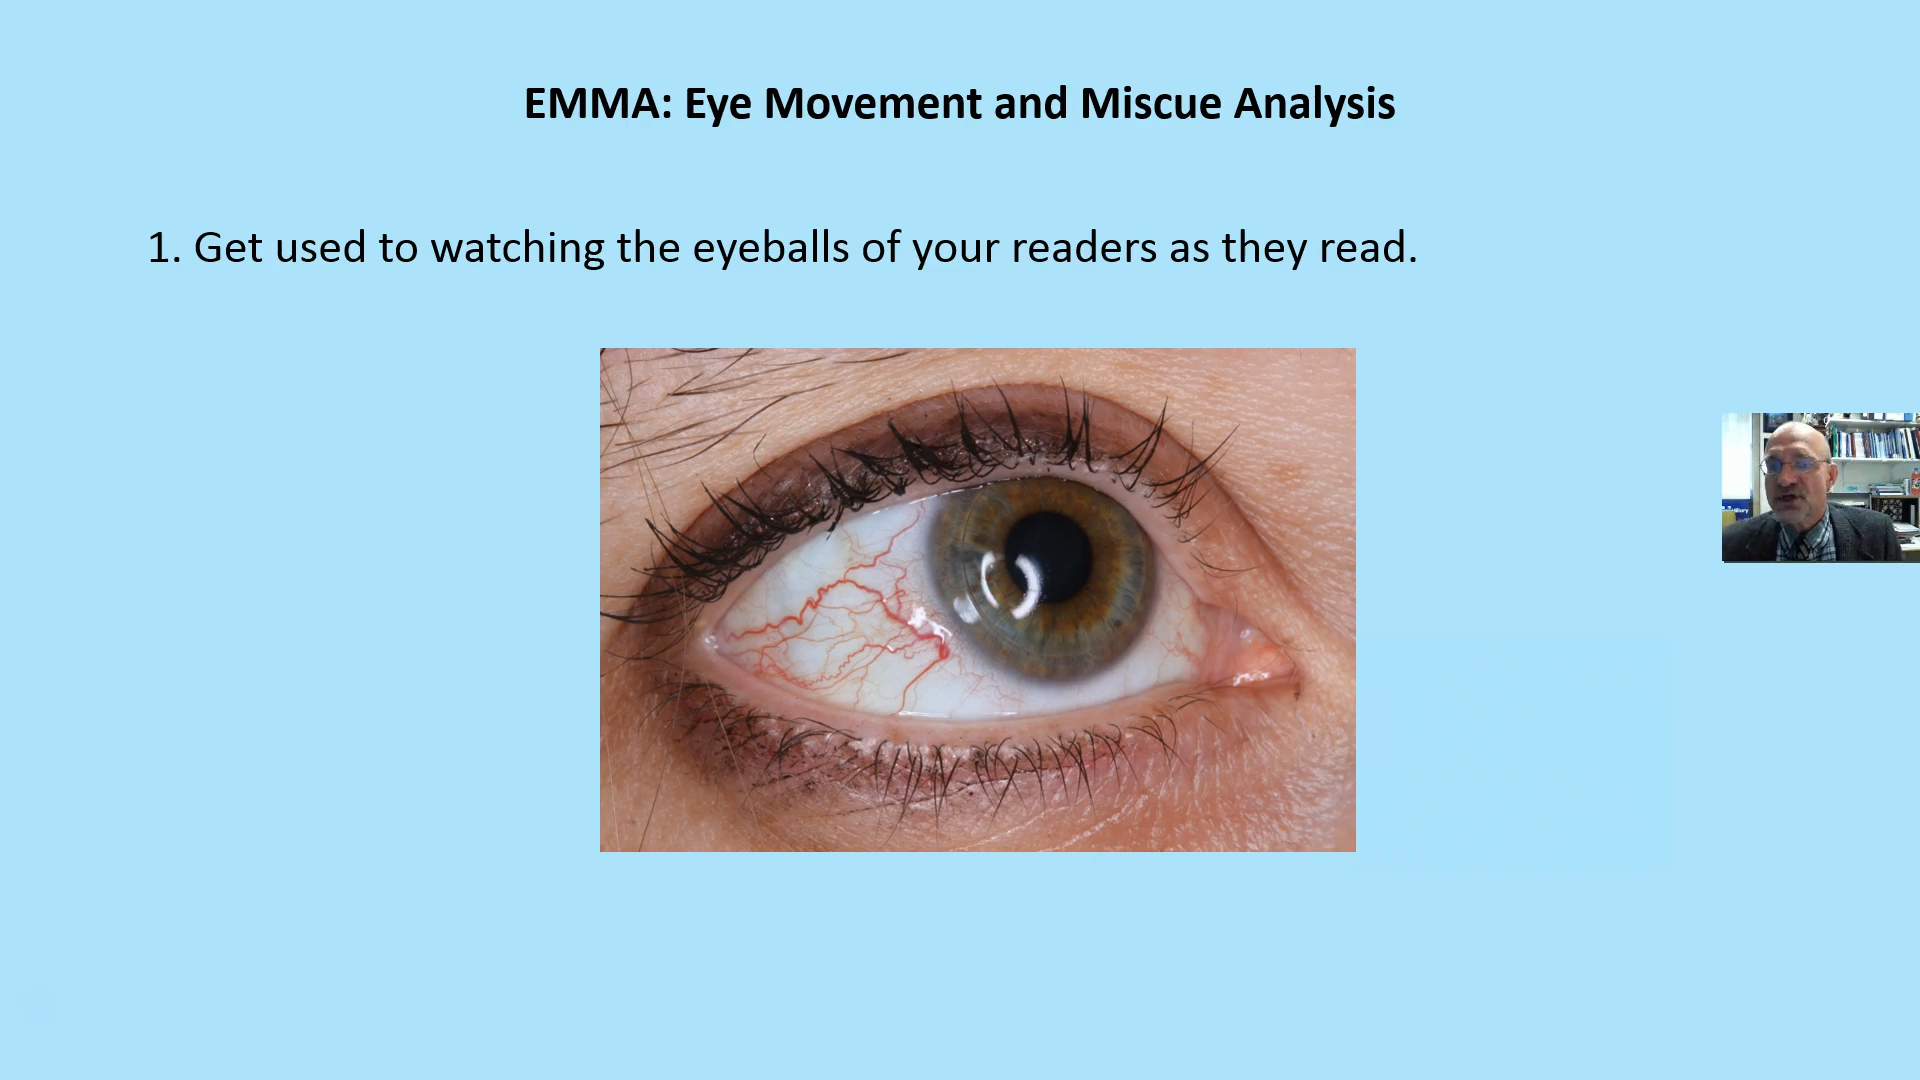 EMMA: Eye Movement and Miscue Analysis
1. Get used to watching the eyeballs of your readers as they read.